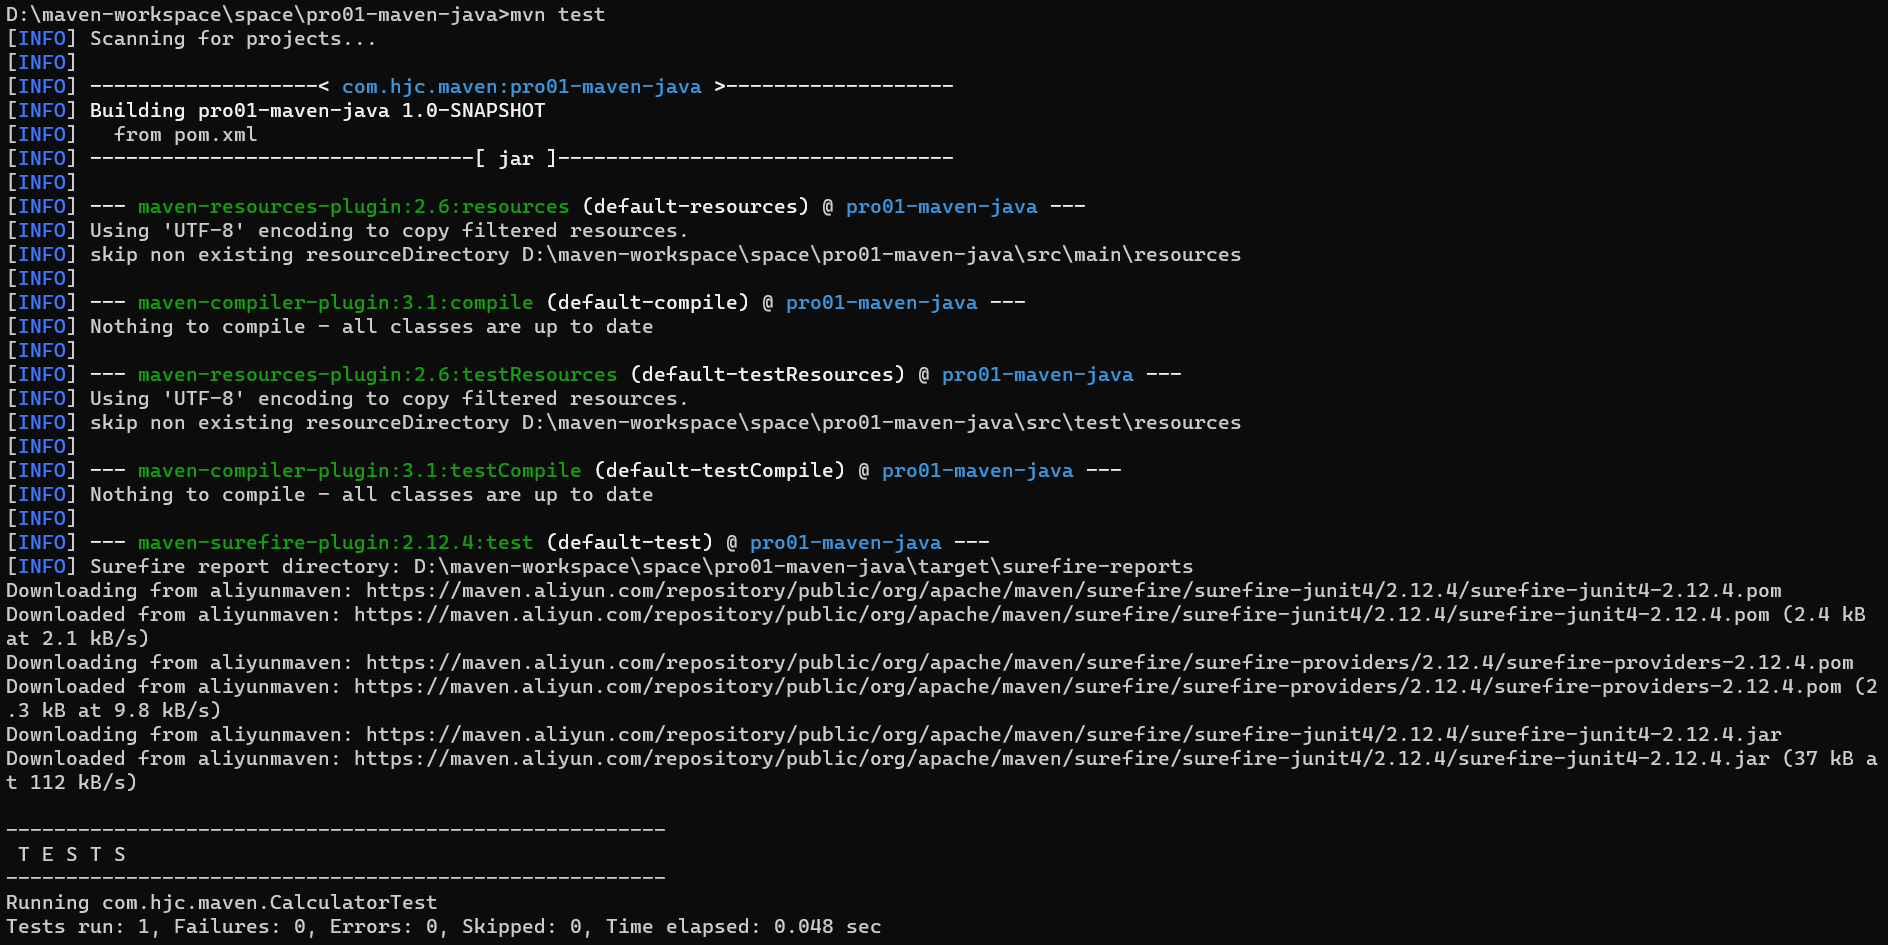 D:\maven-workspace\space\pro01-maven-java>mvn test
[INFO] Scanning for projects...
[INFO]
[INFO] -------------------< com.hjc.maven:pro01-maven-java >-------------------
[INFO] Building pro01-maven-java 1.0-SNAPSHOT
[INFO]   from pom.xml
[INFO] --------------------------------[ jar ]---------------------------------
[INFO]
[INFO] --- maven-resources-plugin:2.6:resources (default-resources) @ pro01-maven-java ---
[INFO] Using 'UTF-8' encoding to copy filtered resources.
[INFO] skip non existing resourceDirectory D:\maven-workspace\space\pro01-maven-java\src\main\resources
[INFO]
[INFO] --- maven-compiler-plugin:3.1:compile (default-compile) @ pro01-maven-java ---
[INFO] Nothing to compile - all classes are up to date
[INFO]
[INFO] --- maven-resources-plugin:2.6:testResources (default-testResources) @ pro01-maven-java ---
[INFO] Using 'UTF-8' encoding to copy filtered resources.
[INFO] skip non existing resourceDirectory D:\maven-workspace\space\pro01-maven-java\src\test\resources
[INFO]
[INFO] --- maven-compiler-plugin:3.1:testCompile (default-testCompile) @ pro01-maven-java ---
[INFO] Nothing to compile - all classes are up to date
[INFO]
[INFO] --- maven-surefire-plugin:2.12.4:test (default-test) @ pro01-maven-java ---
[INFO] Surefire report directory: D:\maven-workspace\space\pro01-maven-java\target\surefire-reports
Downloading from aliyunmaven: https://maven.aliyun.com/repository/public/org/apache/maven/surefire/surefire-junit4/2.12.4/surefire-junit4-2.12.4.pom
Downloaded from aliyunmaven: https://maven.aliyun.com/repository/public/org/apache/maven/surefire/surefire-junit4/2.12.4/surefire-junit4-2.12.4.pom (2.4 kB
at 2.1 kB/s)
Downloading from aliyunmaven: https://maven.aliyun.com/repository/public/org/apache/maven/surefire/surefire-providers/2.12.4/surefire-providers-2.12.4.pom
Downloaded from aliyunmaven: https://maven.aliyun.com/repository/public/org/apache/maven/surefire/surefire-providers/2.12.4/surefire-providers-2.12.4.pom (2
.3 kB at 9.8 kB/s)
Downloading from aliyunmaven: https://maven.aliyun.com/repository/public/org/apache/maven/surefire/surefire-junit4/2.12.4/surefire-junit4-2.12.4.jar
Downloaded from aliyunmaven: https://maven.aliyun.com/repository/public/org/apache/maven/surefire/surefire-junit4/2.12.4/surefire-junit4-2.12.4.jar (37 kB a
t 112 kB/s)
-------------------------------------------------------
 T E S T S
-------------------------------------------------------
Running com.hjc.maven.CalculatorTest
Tests run: 1, Failures: 0, Errors: 0, Skipped: 0, Time elapsed: 0.048 sec